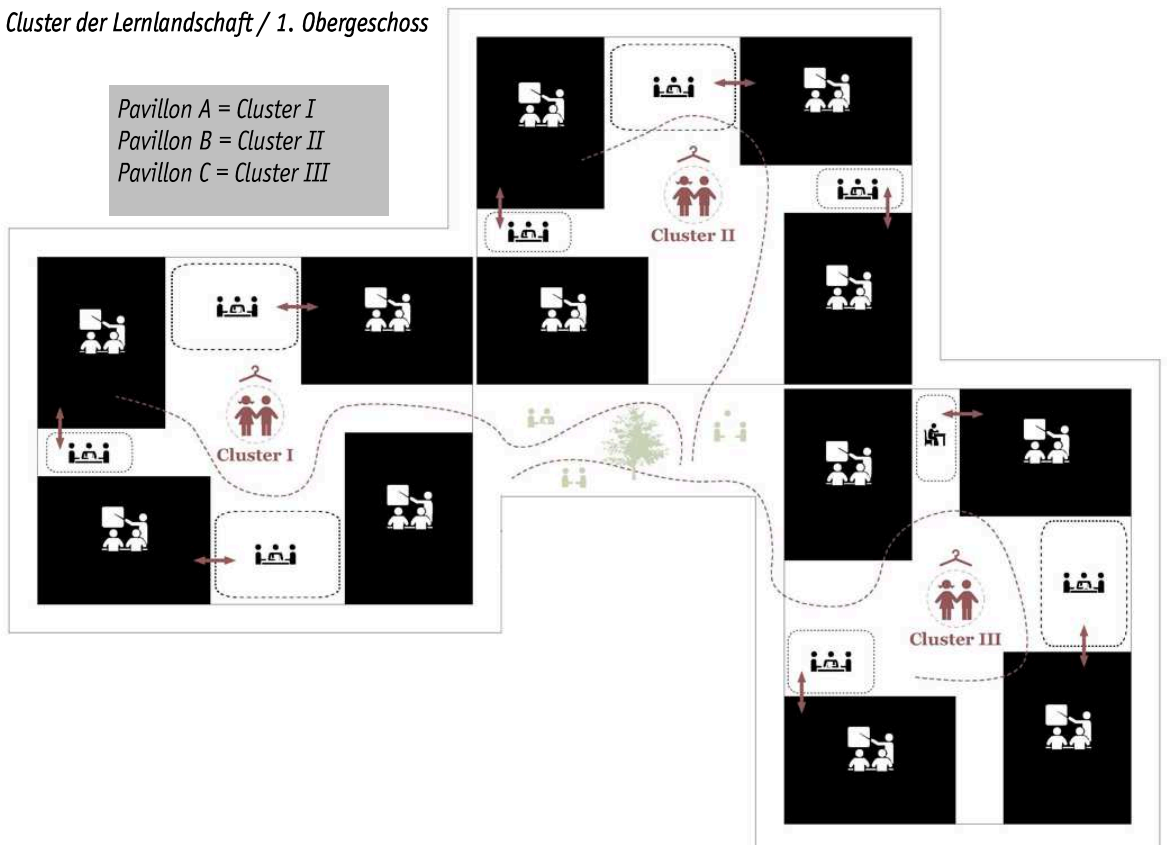 Cluster der Lernlandschaft / 1. Obergeschoss
Pavillon A = Cluster I
Pavillon B = Cluster II
Pavillon C = Cluster III
Cluster II
Cluster I
Cluster III